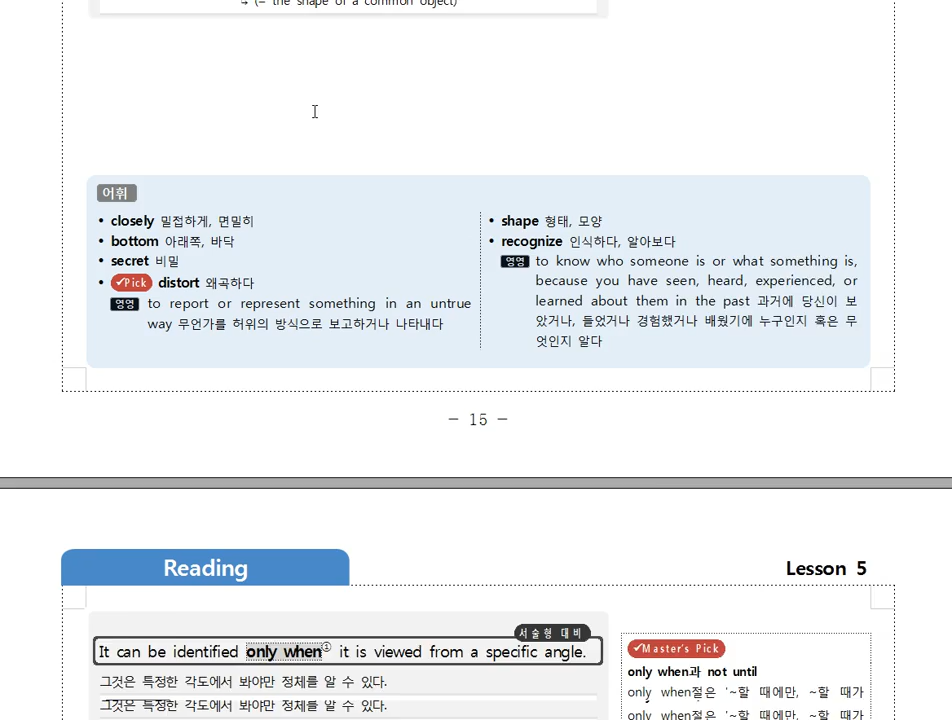 ↳ (= the shape of a common object)
어휘
• closely 밀접하게, 면밀히
• bottom 아래쪽, 바닥
• secret 비밀
• ✔Pick distort 왜곡하다
영영 to report or represent something in an untrue
way 무언가를 허위의 방식으로 보고하거나 나타내다
• shape 형태, 모양
• recognize 인식하다, 알아보다
영영 to know who someone is or what something is,
because you have seen, heard, experienced, or
learned about them in the past 과거에 당신이 보
았거나, 들었거나 경험했거나 배웠기에 누구인지 혹은 무
엇인지 알다
- 15 -
Reading
Lesson 5
서술형 대비
It can be identified only when① it is viewed from a specific angle.
그것은 특정한 각도에서 봐야만 정체를 알 수 있다.
그것은 특정한 각도에서 봐야만 정체를 알 수 있다.
✔Master's Pick
only when과 not until
only when절은 '~할 때에만, ~할 때가
only when절은 '~할 때에만, ~할 때가